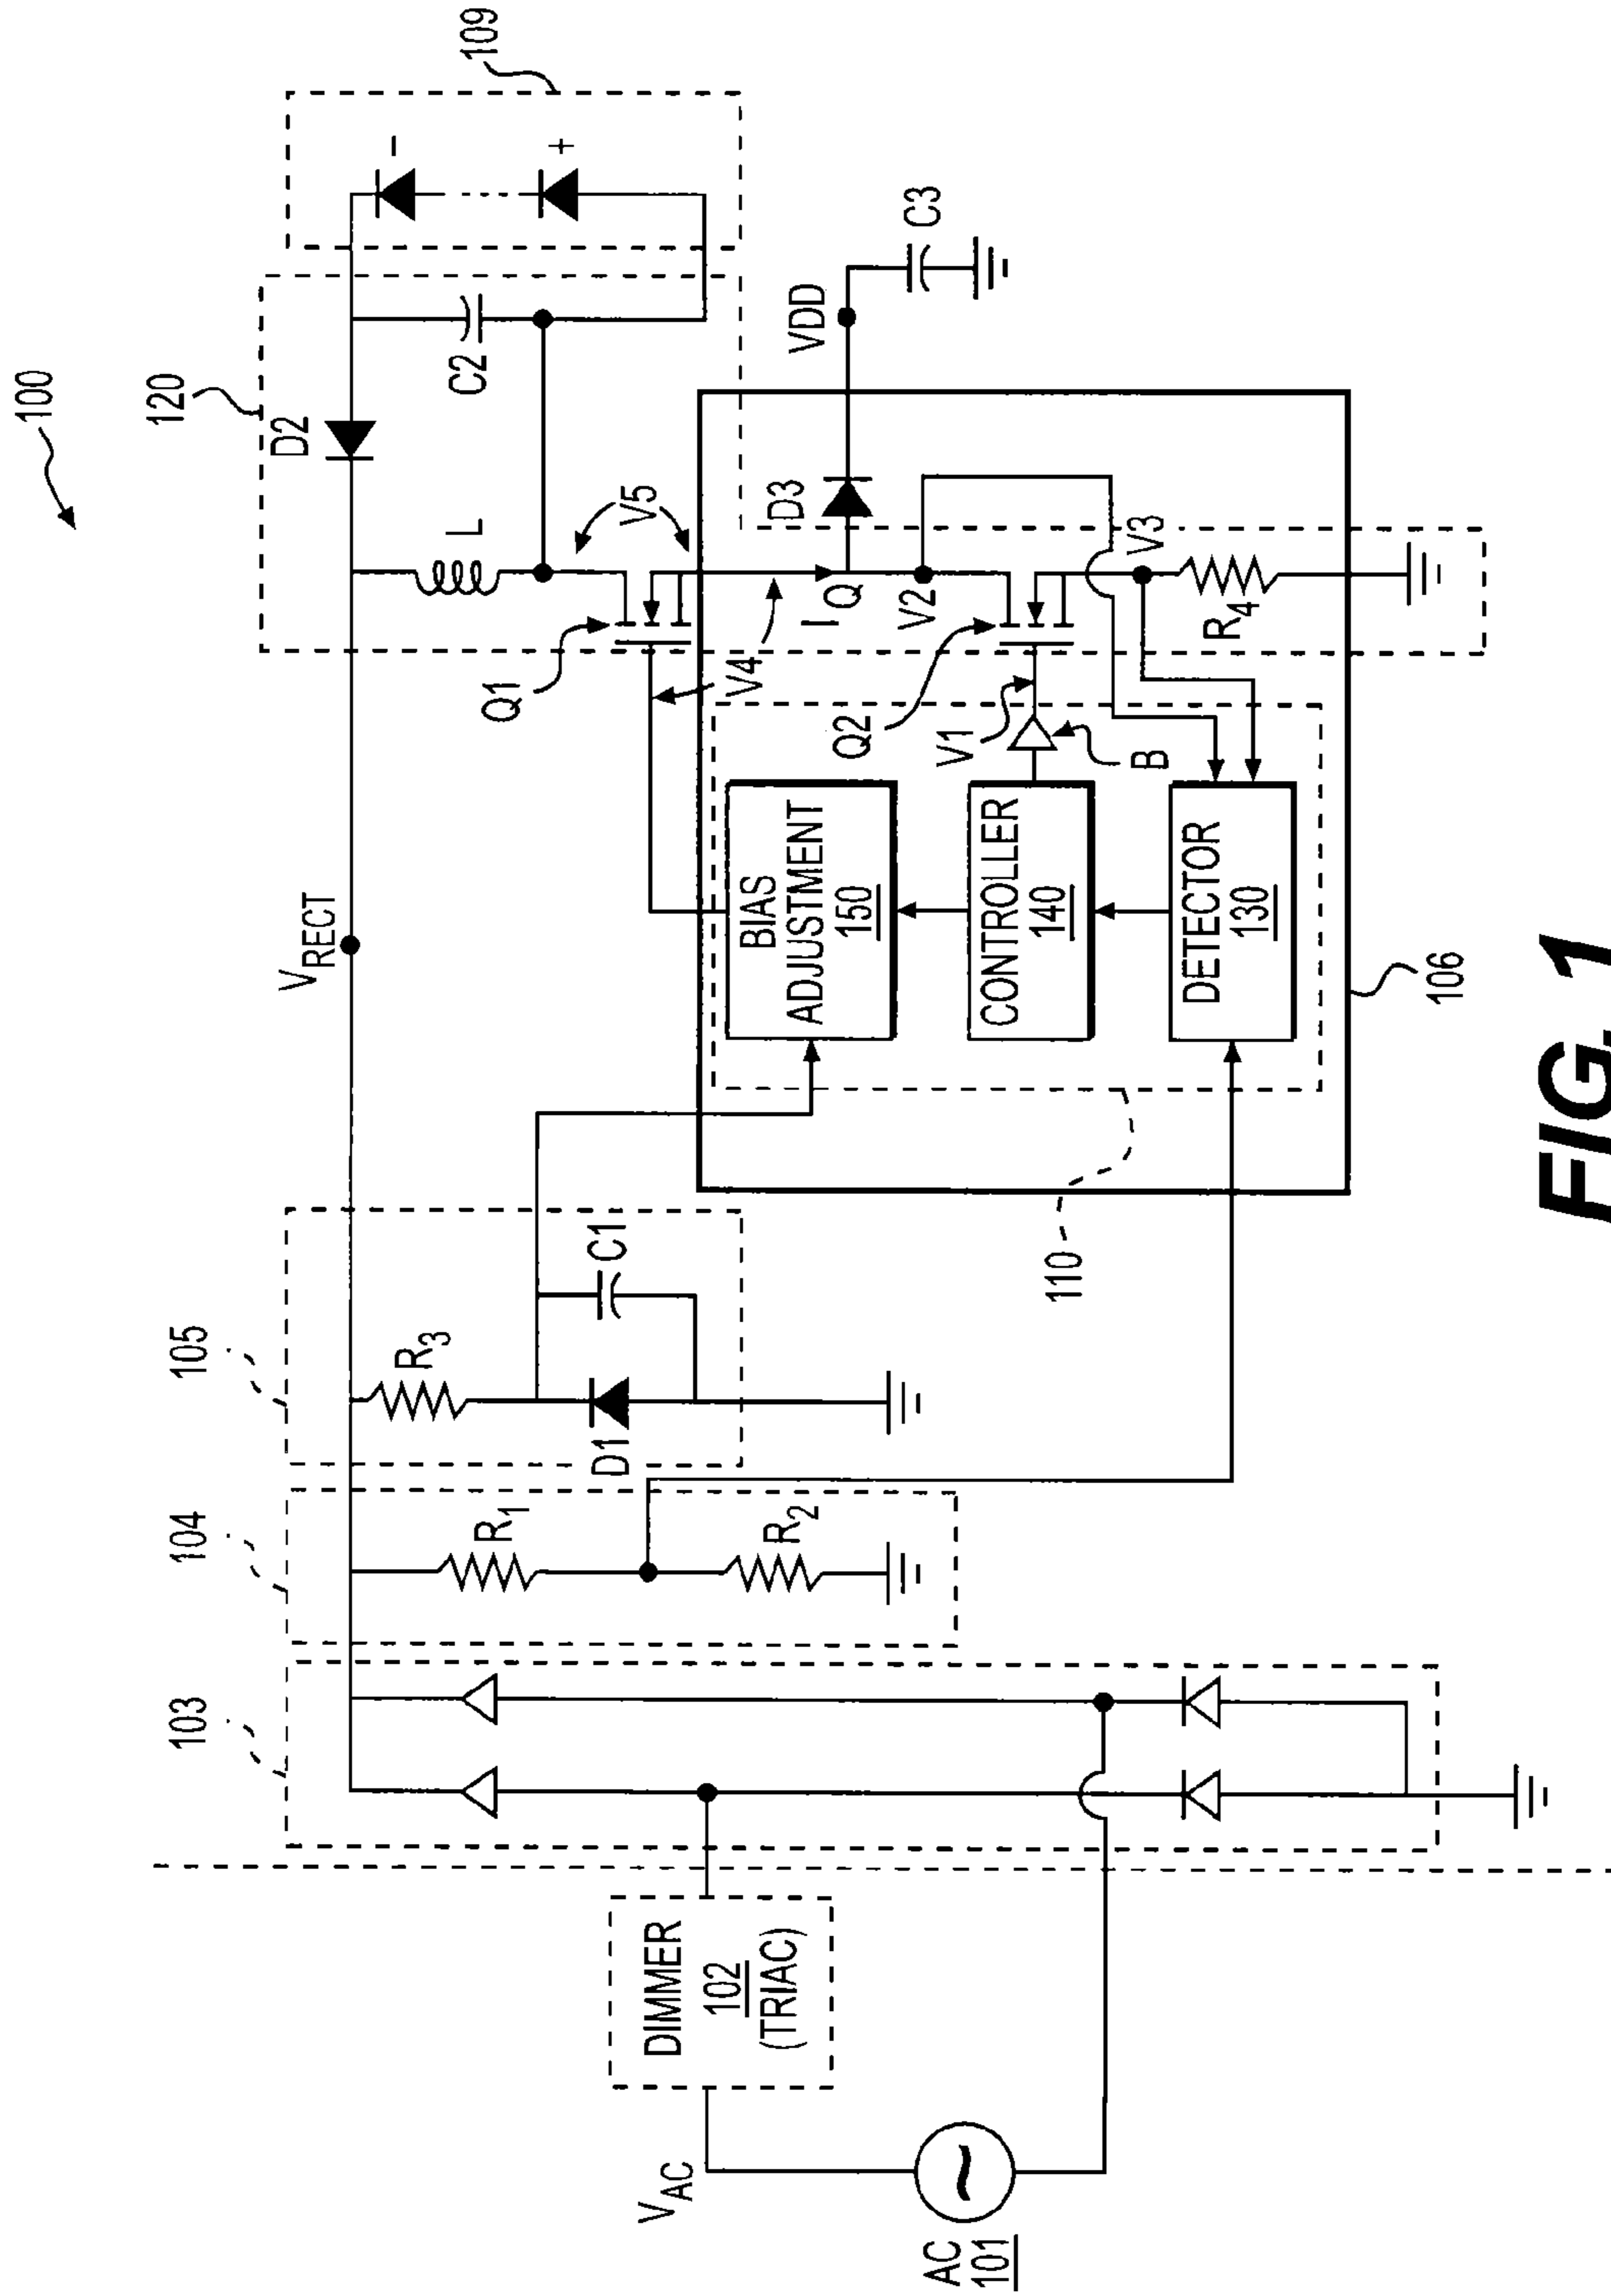 100
120
109
103
104
105
VRECT
D2
L
C2
−
+
R1
R2
R3
D1
C1
Q1
V5
V4
IQ
D3
VDD
C3
V2
Q2
V1
B
V3
R4
BIAS
ADJUSTMENT
150
CONTROLLER
140
DETECTOR
130
110
106
DIMMER
102
(TRIAC)
VAC
AC
101
FIG. 1